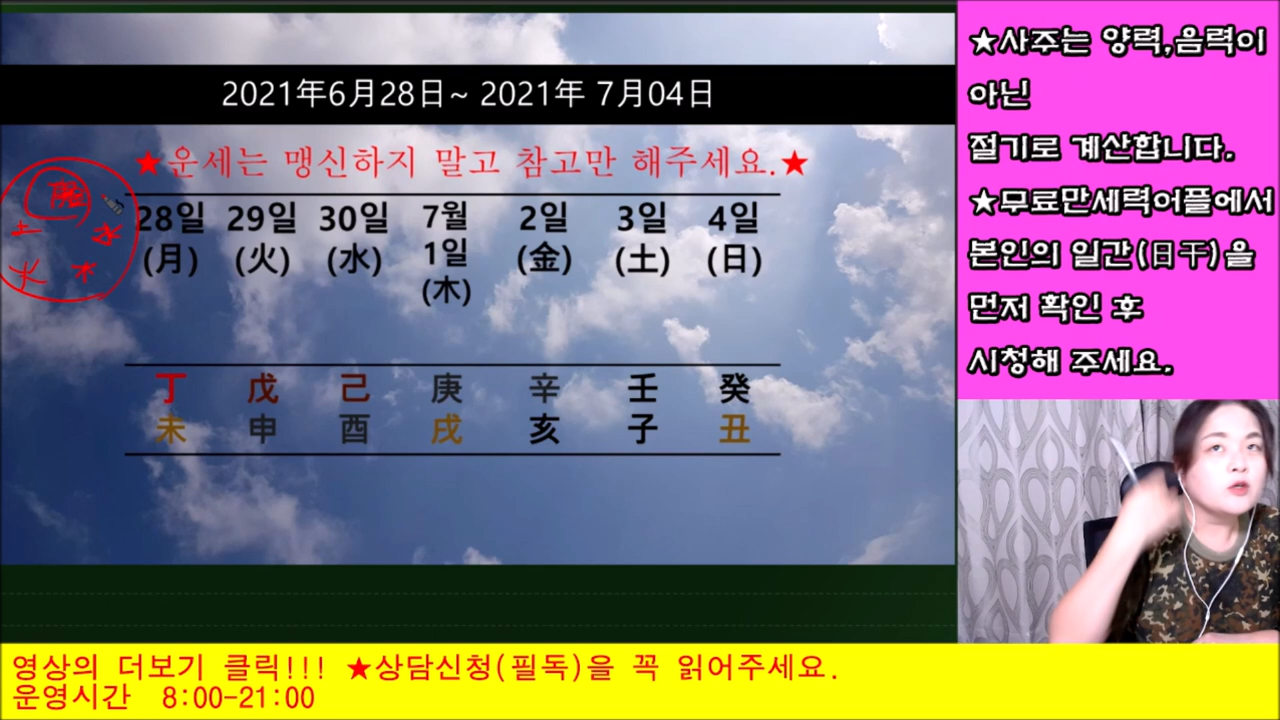 2021年6月28日~ 2021年 7月04日
★운세는 맹신하지 말고 참고만 해주세요.★
28일 29일 30일 7월 2일 3일 4일
1일
(月) (火) (水) (木) (金) (土) (日)
丁 戊 己 庚 辛 壬 癸
未 申 酉 戌 亥 子 丑
火 木
★사주는 양력,음력이
아닌
절기로 계산합니다.
★무료만세력어플에서
본인의 일간(日干)을
먼저 확인 후
시청해 주세요.
영상의 더보기 클릭!!! ★상담신청(필독)을 꼭 읽어주세요.
운영시간 8:00-21:00